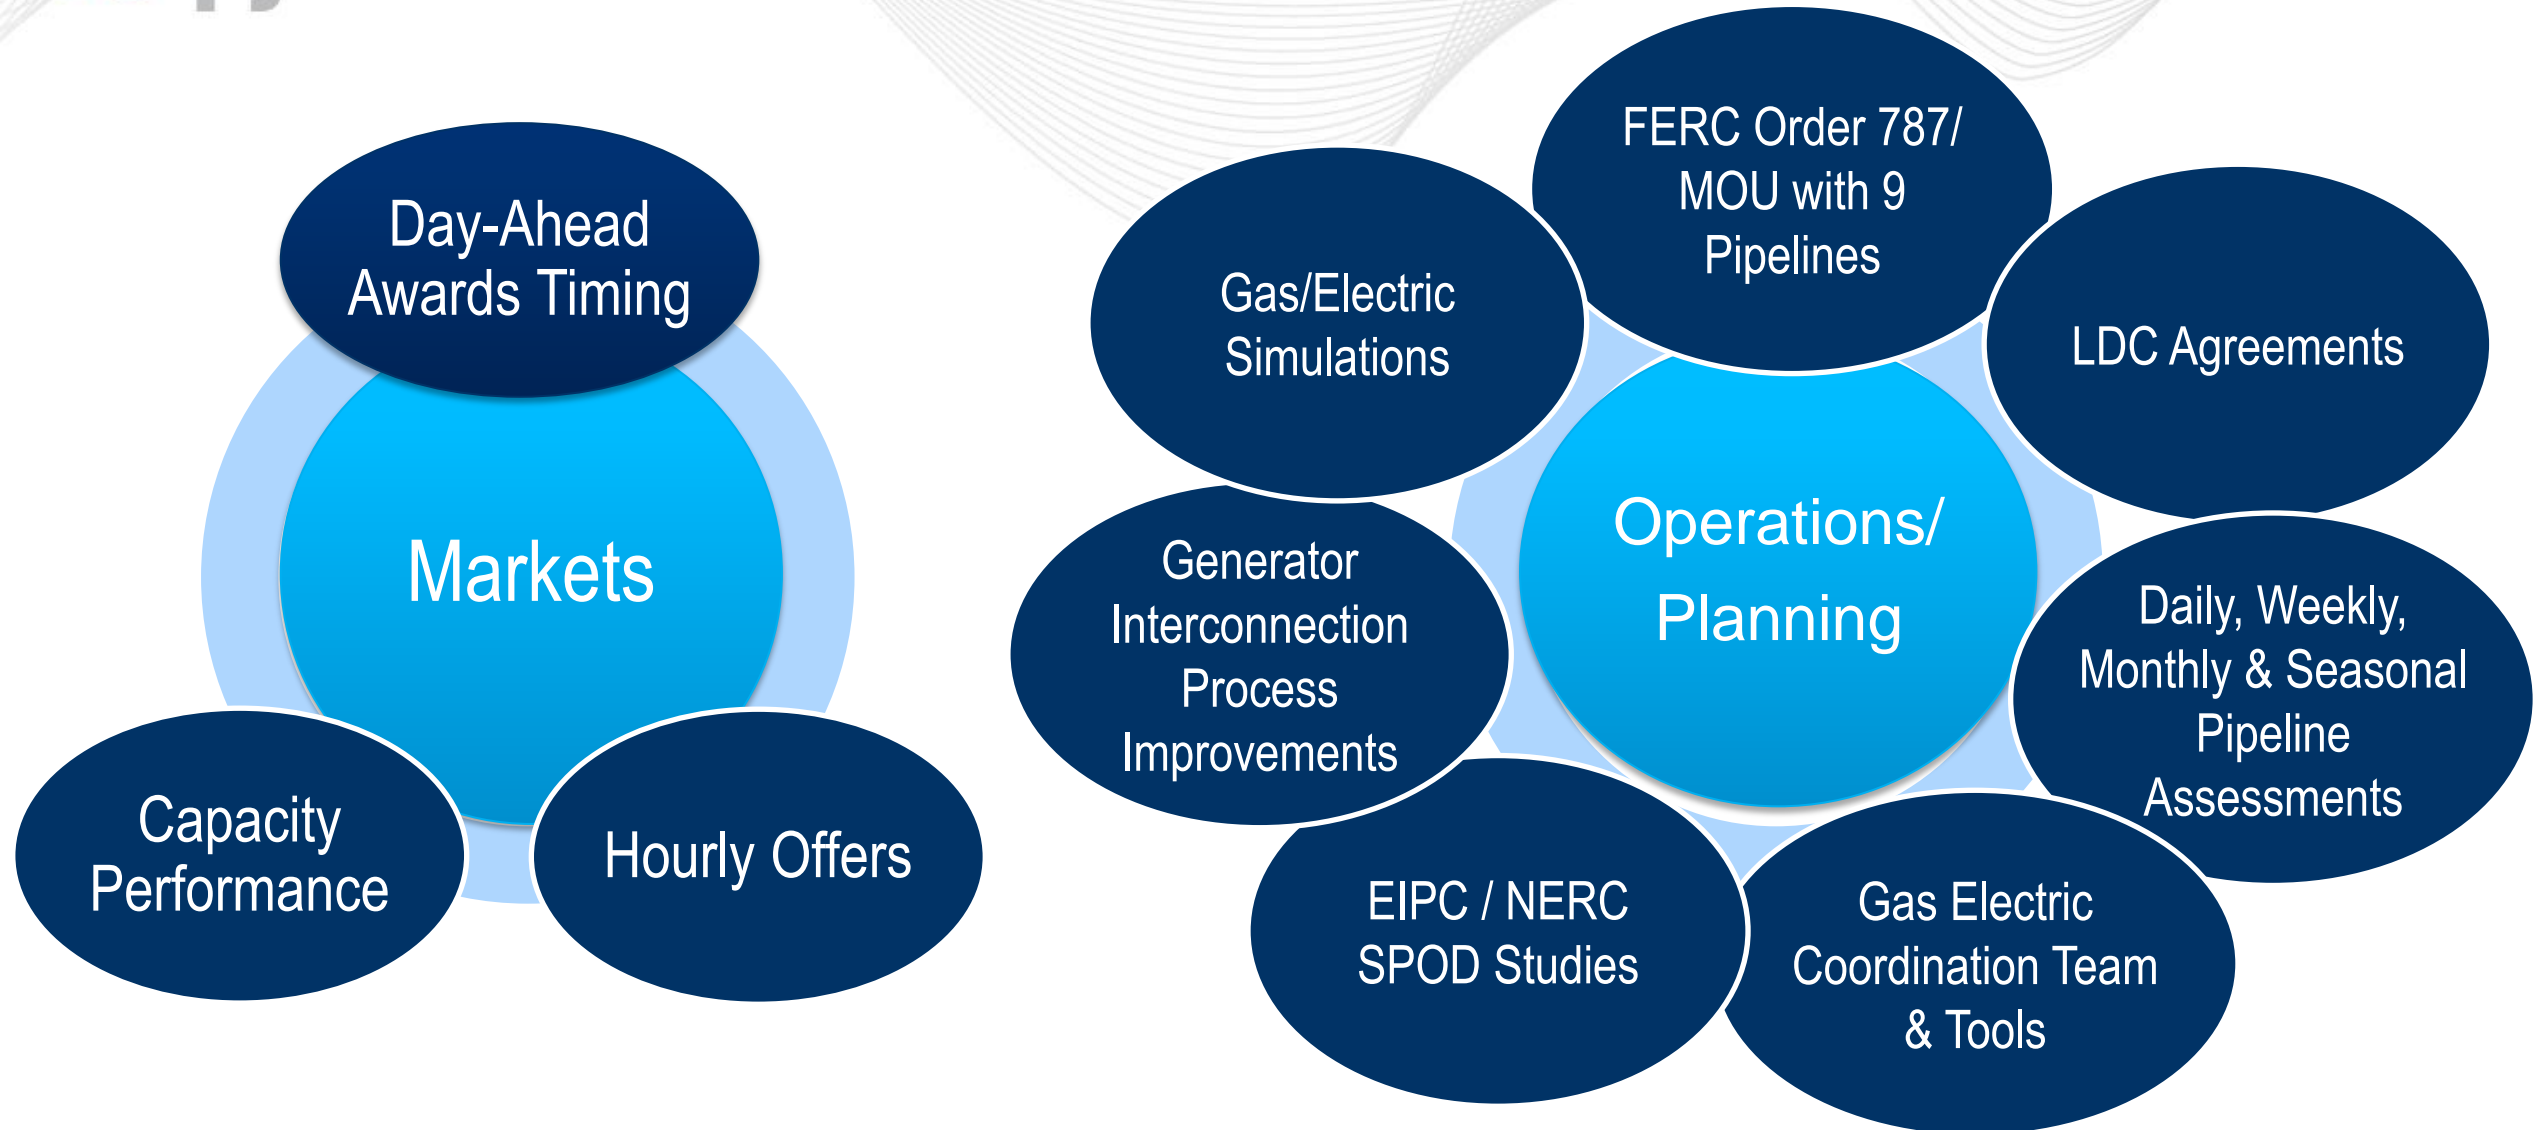 Day-Ahead
Awards Timing
Markets
Capacity
Performance
Hourly Offers
FERC Order 787/
MOU with 9
Pipelines
Gas/Electric
Simulations
LDC Agreements
Operations/
Planning
Generator
Interconnection
Process
Improvements
Daily, Weekly,
Monthly & Seasonal
Pipeline
Assessments
EIPC / NERC
SPOD Studies
Gas Electric
Coordination Team
& Tools